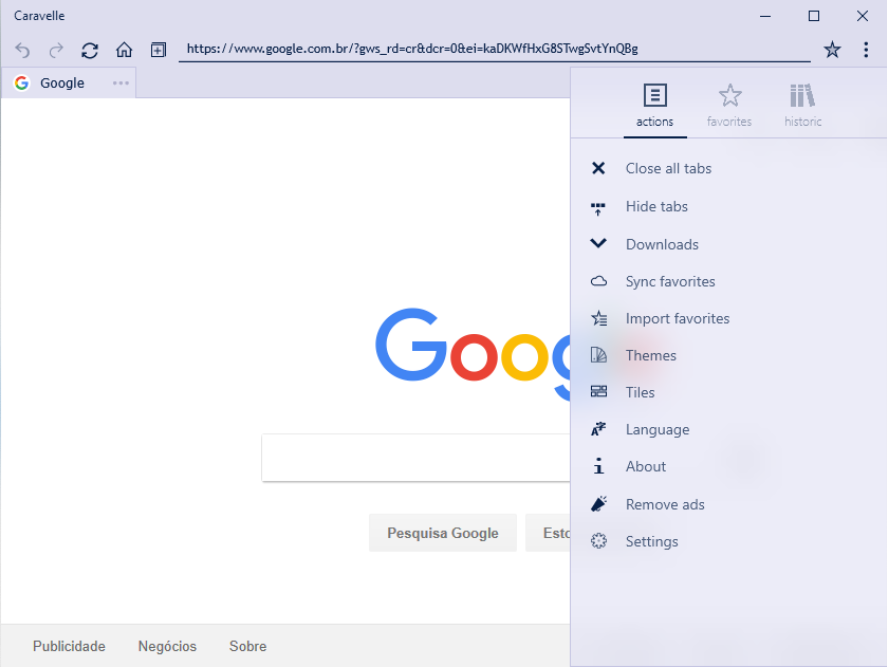 Caravelle
https://www.google.com.br/?gws_rd=cr&dcr=0&ei=kaDKWfHxG8STwgSvtYnQBg
Google
actions favorites historic
Close all tabs
Hide tabs
Downloads
Sync favorites
Import favorites
Themes
Tiles
Language
About
Remove ads
Settings
Goog
Pesquisa Google Esto
Publicidade Negócios Sobre